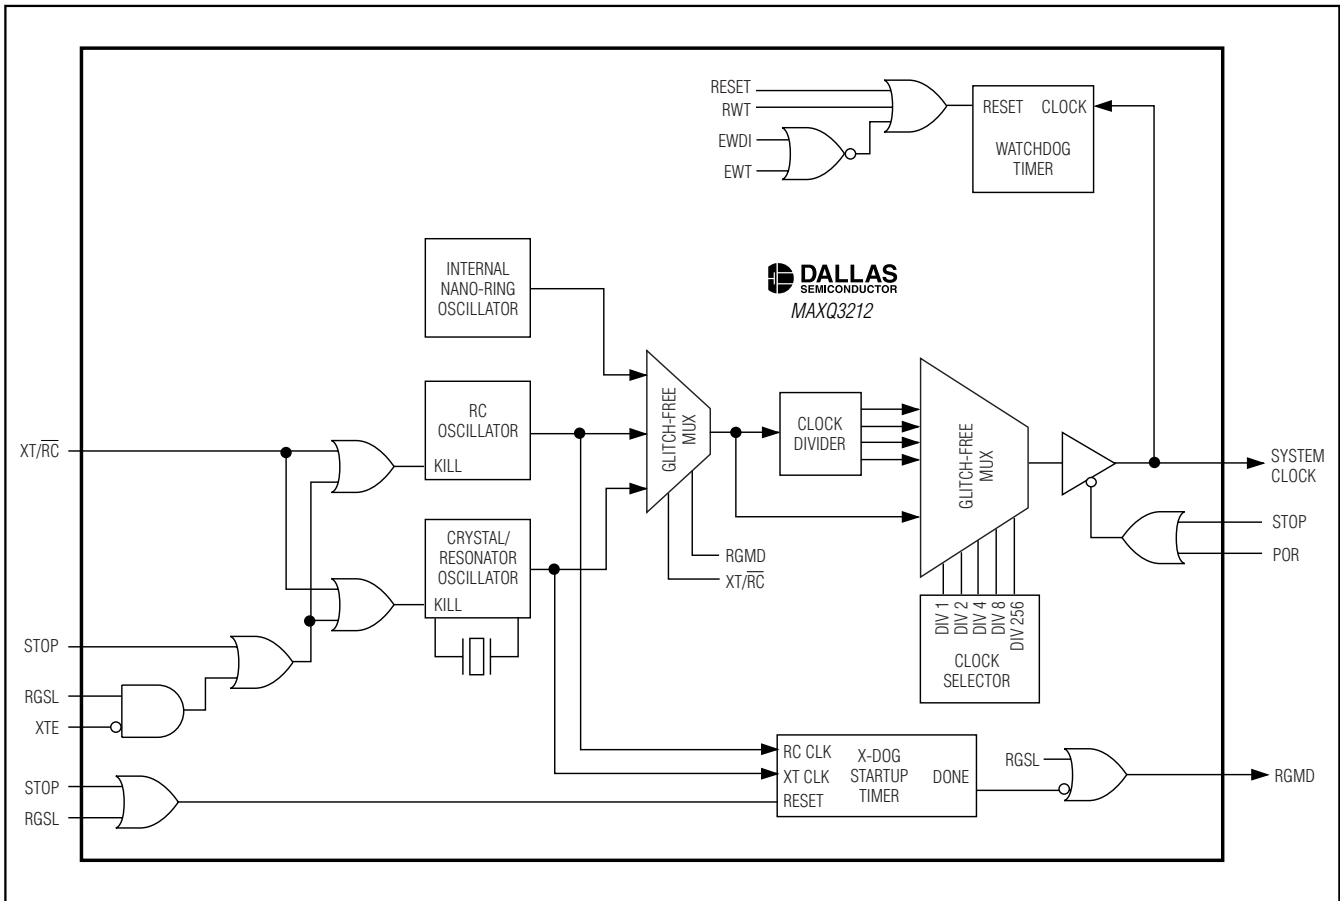 RESET
RWT
EWDI
EWT
RESET CLOCK
WATCHDOG
TIMER
INTERNAL
NANO-RING
OSCILLATOR
DALLAS
SEMICONDUCTOR
MAXQ3212
XT/R̅C̅
RC
OSCILLATOR
KILL
GLITCH-FREE
MUX
CLOCK
DIVIDER
GLITCH-FREE
MUX
SYSTEM
CLOCK
STOP
POR
CRYSTAL/
RESONATOR
OSCILLATOR
KILL
RGMD
XT/R̅C̅
DIV 1
DIV 2
DIV 4
DIV 8
DIV 256
CLOCK
SELECTOR
STOP
RGSL
XTE
STOP
RGSL
RC CLK
XT CLK
RESET
X-DOG
STARTUP
TIMER
DONE
RGSL
RGMD